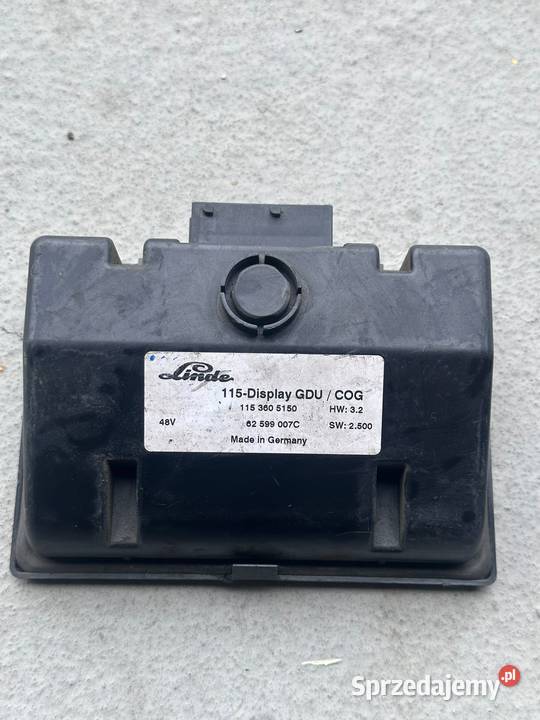 Linde
115-Display GDU / COG
115 360 5150 HW: 3.2
48V 62 599 007C SW: 2.500
Made in Germany
Sprzedajemy.pl